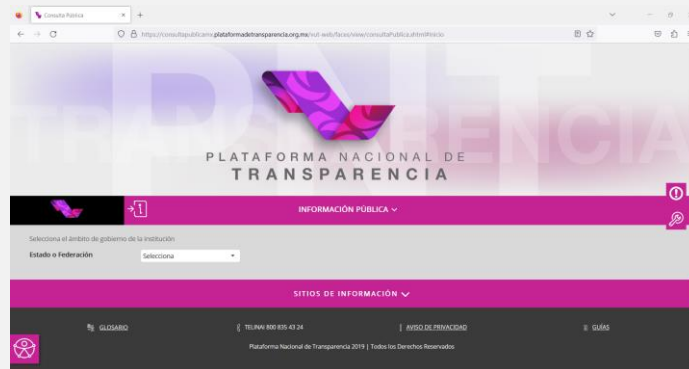 Consulta Pública
https://consultapublicamx.plataformadetransparencia.org.mx/vut-web/faces/view/consultaPublica.xhtml#inicio
PNT
TRANSPARENCIA
PLATAFORMA NACIONAL DE
TRANSPARENCIA
INFORMACIÓN PÚBLICA
Selecciona el ámbito de gobierno de la institución
Estado o Federación
Selecciona
SITIOS DE INFORMACIÓN
GLOSARIO
TELINAI 800 835 43 24
AVISO DE PRIVACIDAD
GUÍAS
Plataforma Nacional de Transparencia 2019 | Todos los Derechos Reservados